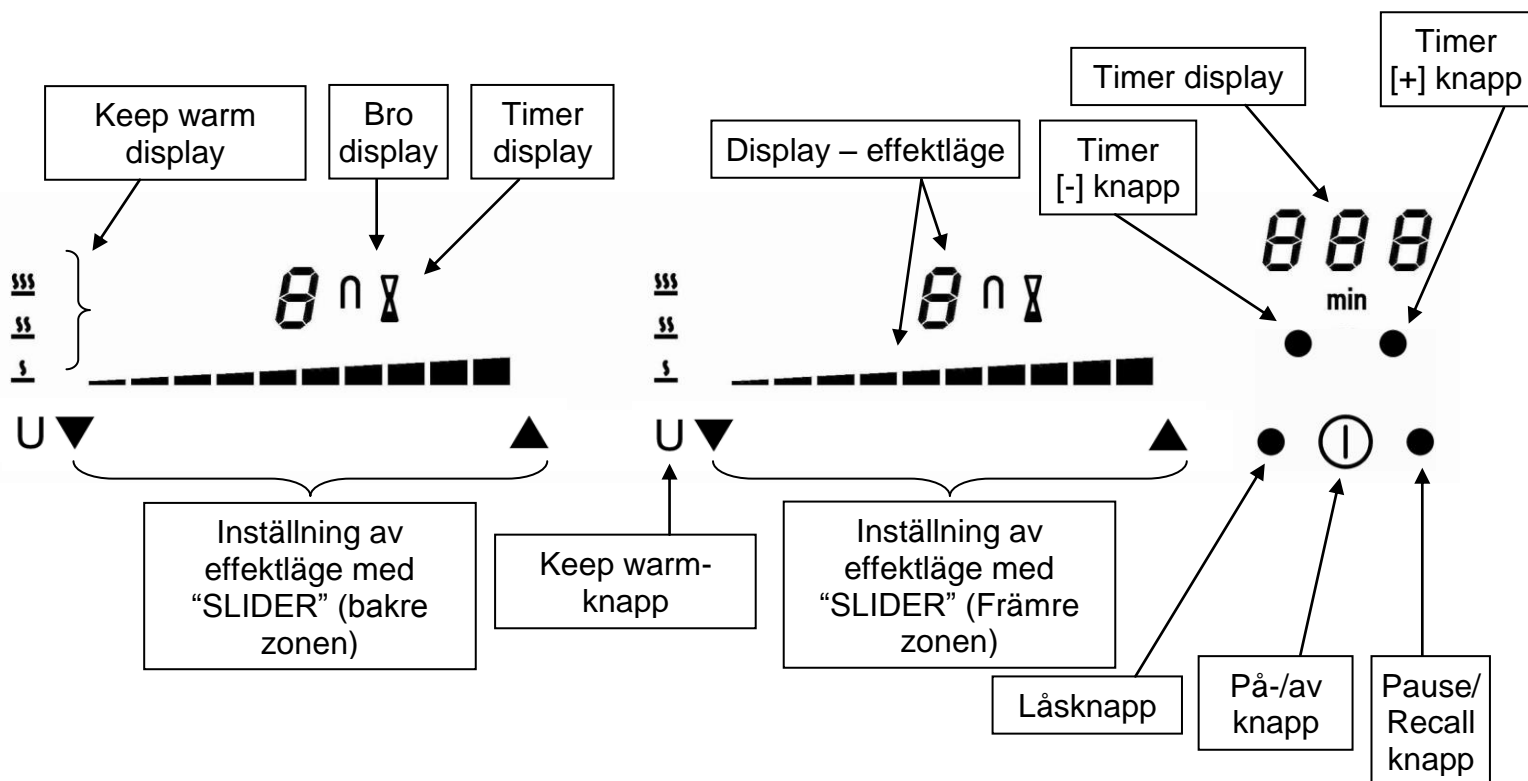 Timer
[+] knapp
Timer display
Keep warm
display
Bro
display
Timer
display
Display – effektläge
Timer
[-] knapp
8
8
888
min
U
U
Inställning av
effektläge med
“SLIDER” (bakre
zonen)
Keep warm-
knapp
Inställning av
effektläge med
“SLIDER” (Främre
zonen)
Låsknapp
På-/av
knapp
Pause/
Recall
knapp